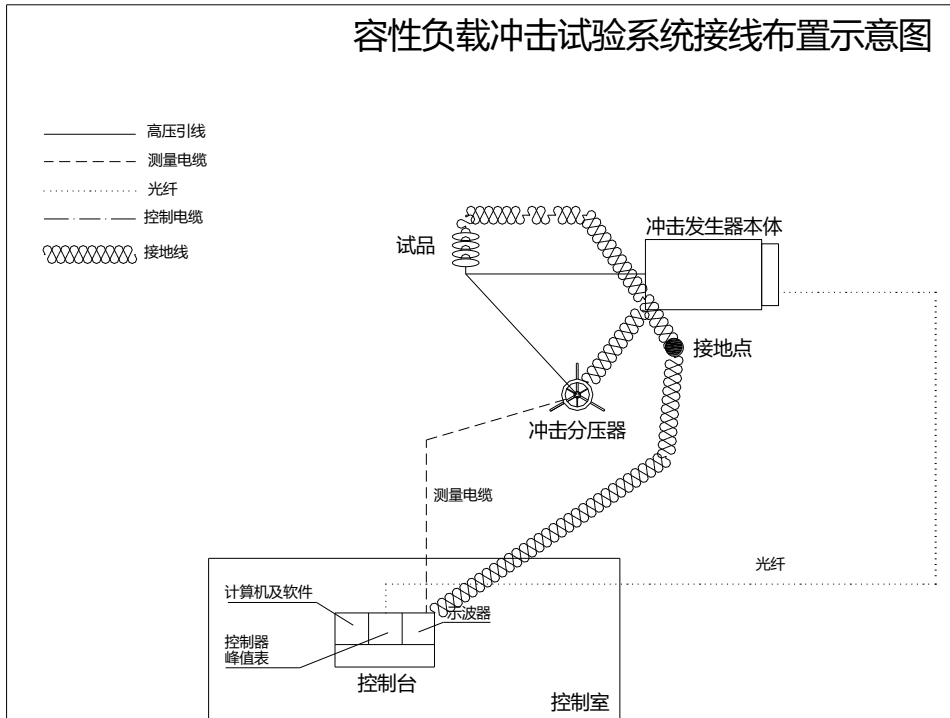 容性负载冲击试验系统接线布置示意图
高压引线
测量电缆
光纤
控制电缆
接地线
试品
冲击发生器本体
接地点
冲击分压器
测量电缆
光纤
计算机及软件
示波器
控制器
峰值表
控制台
控制室